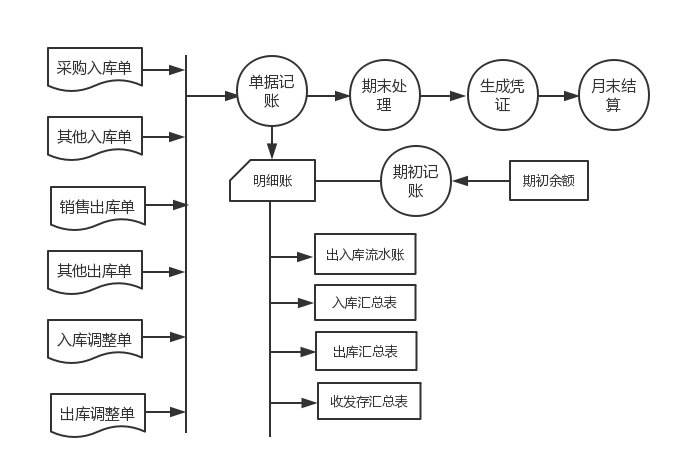 采购入库单
其他入库单
销售出库单
其他出库单
入库调整单
出库调整单
单据记
账
期末处
理
生成凭
证
月末结
算
明细账
期初记
账
期初余额
出入库流水账
入库汇总表
出库汇总表
收发存汇总表